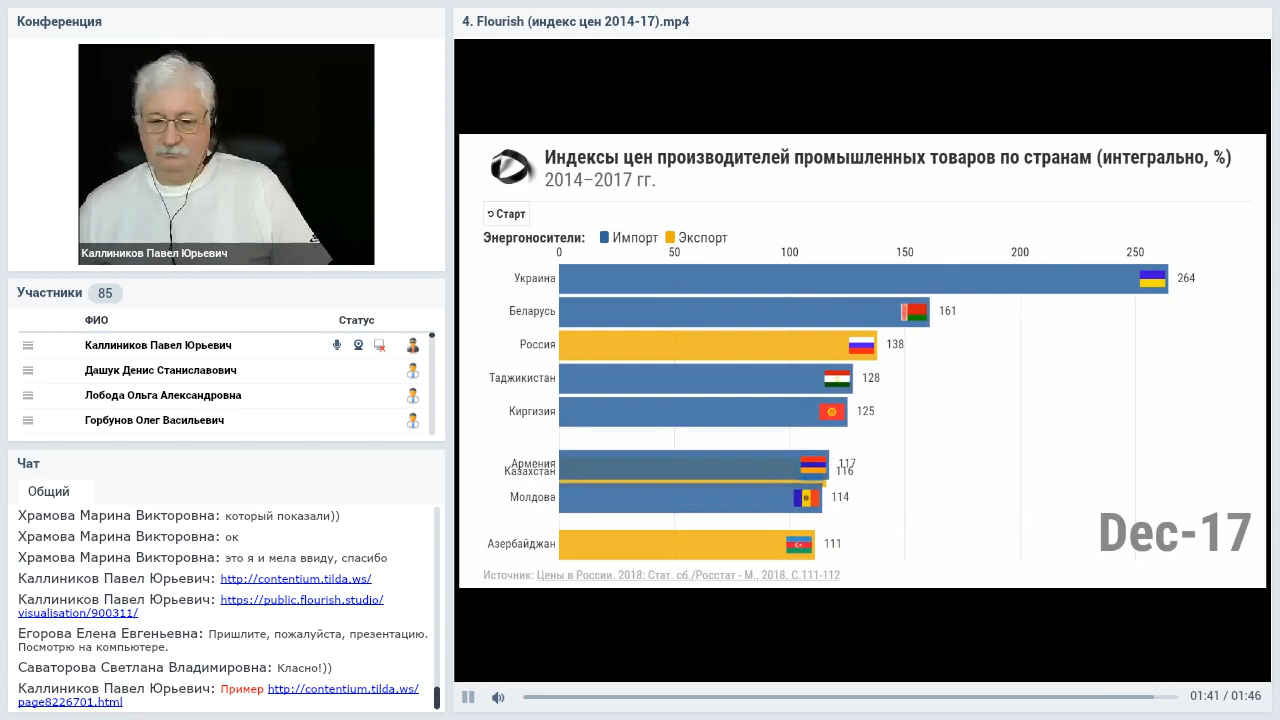 Конференция
Каллиников Павел Юрьевич
Участники 85
ФИО Статус
Каллиников Павел Юрьевич
Дашук Денис Станиславович
Лобода Ольга Александровна
Горбунов Олег Васильевич
Чат
Общий
Храмова Марина Викторовна: который показали))
Храмова Марина Викторовна: ок
Храмова Марина Викторовна: это я и мела ввиду, спасибо
Каллиников Павел Юрьевич: http://contentium.tilda.ws/
Каллиников Павел Юрьевич: https://public.flourish.studio/
visualisation/900311/
Егорова Елена Евгеньевна: Пришлите, пожалуйста, презентацию.
Посмотрю на компьютере.
Саваторова Светлана Владимировна: Класно!))
Каллиников Павел Юрьевич: Пример http://contentium.tilda.ws/
page8226701.html
4. Flourish (индекс цен 2014-17).mp4
Индексы цен производителей промышленных товаров по странам (интегрально, %)
2014–2017 гг.
Старт
Энергоносители: Импорт Экспорт
0 50 100 150 200 250
Украина 264
Беларусь 161
Россия 138
Таджикистан 128
Киргизия 125
Армения 117
Казахстан 116
Молдова 114
Азербайджан 111
Dec-17
Источник: Цены в России. 2018: Стат. сб./Росстат - М., 2018. С.111-112
01:41 / 01:46